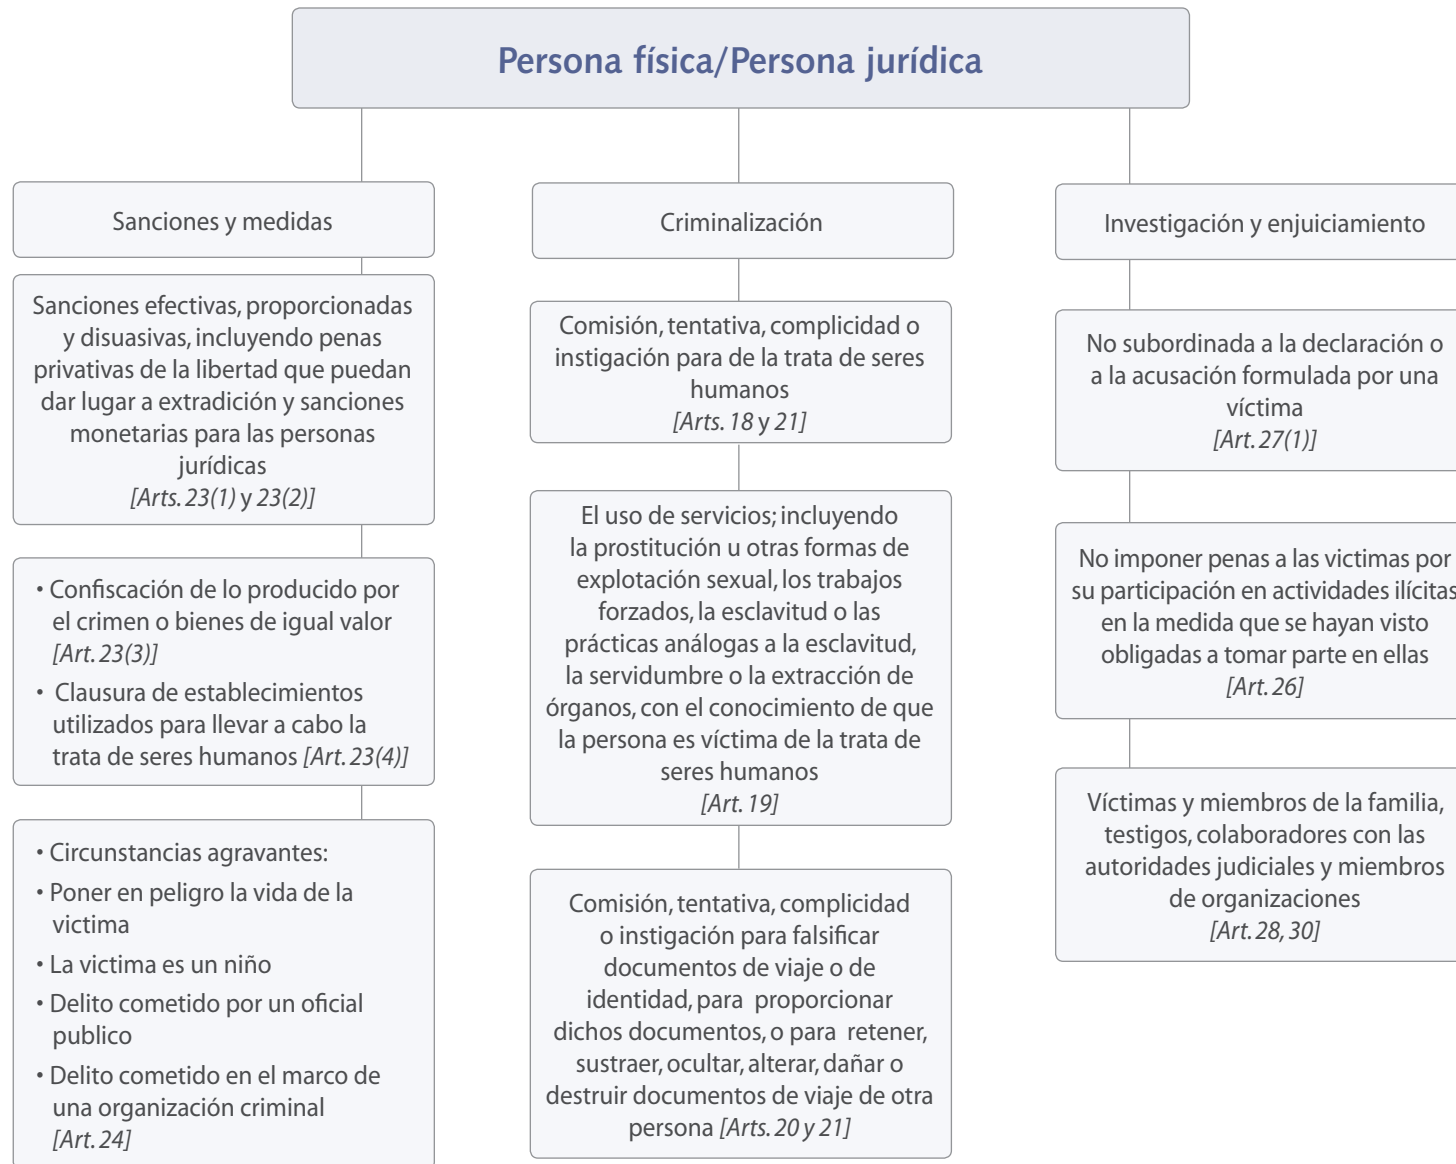 Persona física/Persona jurídica
Sanciones y medidas
Sanciones efectivas, proporcionadas
y disuasivas, incluyendo penas
privativas de la libertad que puedan
dar lugar a extradición y sanciones
monetarias para las personas
jurídicas
[Arts. 23(1) y 23(2)]
• Confiscación de lo producido por
el crimen o bienes de igual valor
[Art. 23(3)]
• Clausura de establecimientos
utilizados para llevar a cabo la
trata de seres humanos [Art. 23(4)]
• Circunstancias agravantes:
• Poner en peligro la vida de la
victima
• La victima es un niño
• Delito cometido por un oficial
publico
• Delito cometido en el marco de
una organización criminal
[Art. 24]
Criminalización
Comisión, tentativa, complicidad o
instigación para de la trata de seres
humanos
[Arts. 18 y 21]
El uso de servicios; incluyendo
la prostitución u otras formas de
explotación sexual, los trabajos
forzados, la esclavitud o las
prácticas análogas a la esclavitud,
la servidumbre o la extracción de
órganos, con el conocimiento de que
la persona es víctima de la trata de
seres humanos
[Art. 19]
Comisión, tentativa, complicidad
o instigación para falsificar
documentos de viaje o de
identidad, para proporcionar
dichos documentos, o para retener,
sustraer, ocultar, alterar, dañar o
destruir documentos de viaje de otra
persona [Arts. 20 y 21]
Investigación y enjuiciamiento
No subordinada a la declaración o
a la acusación formulada por una
víctima
[Art. 27(1)]
No imponer penas a las victimas por
su participación en actividades ilícitas
en la medida que se hayan visto
obligadas a tomar parte en ellas
[Art. 26]
Víctimas y miembros de la familia,
testigos, colaboradores con las
autoridades judiciales y miembros
de organizaciones
[Art. 28, 30]